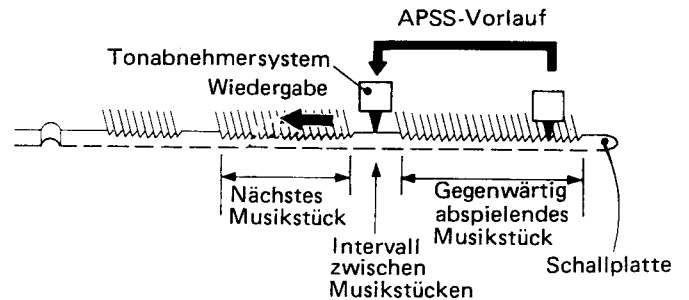 APSS-Vorlauf
Tonabnehmersystem
Wiedergabe
Nächstes
Musikstück
Gegenwärtig
abspielendes
Musikstück
Intervall
zwischen
Musikstücken
Schallplatte